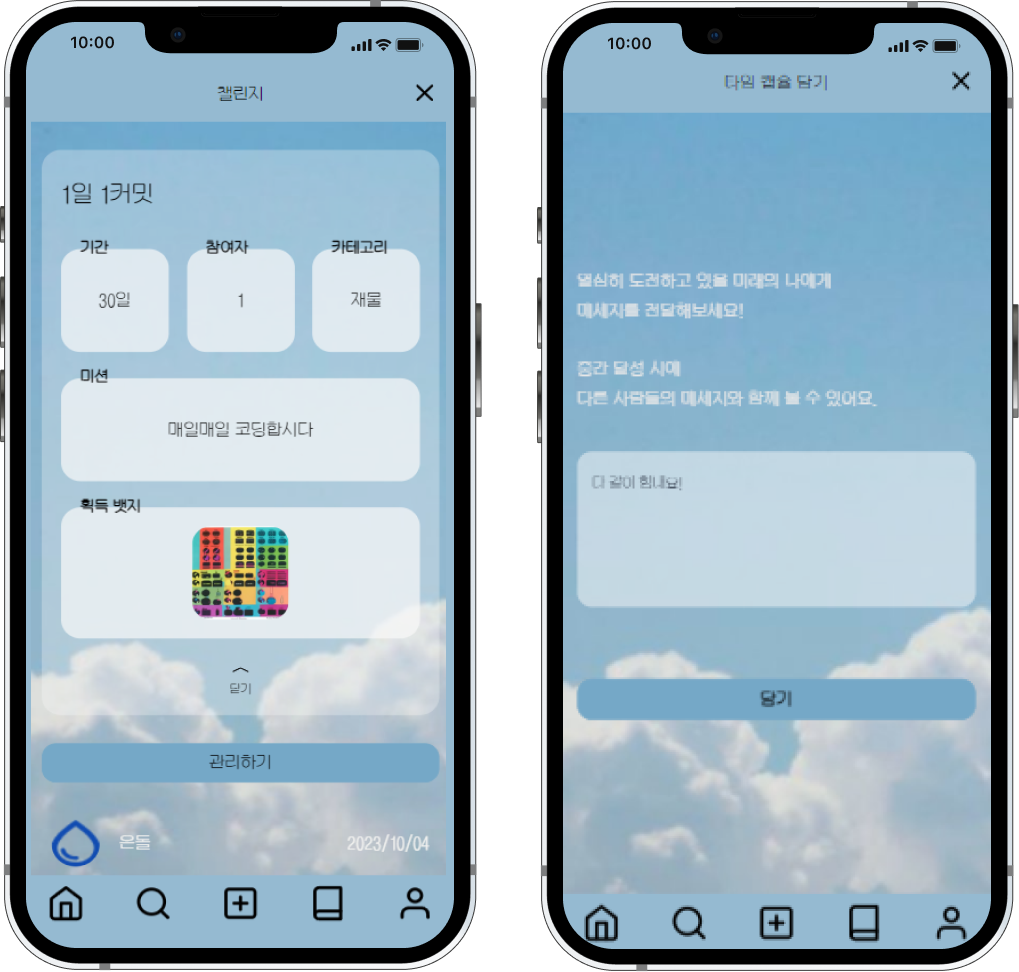 10:00
챌린지
1일 1커밋
기간
참여자
카테고리
30일
1
재물
미션
매일매일 코딩합시다
획득 뱃지
닫기
관리하기
온돌
2023/10/04
10:00
타임 캡슐 담기
열심히 도전하고 있을 미래의 나에게
메세지를 전달해보세요!
중간 달성 시에
다른 사람들의 메세지와 함께 볼 수 있어요.
다 같이 힘내요!
담기